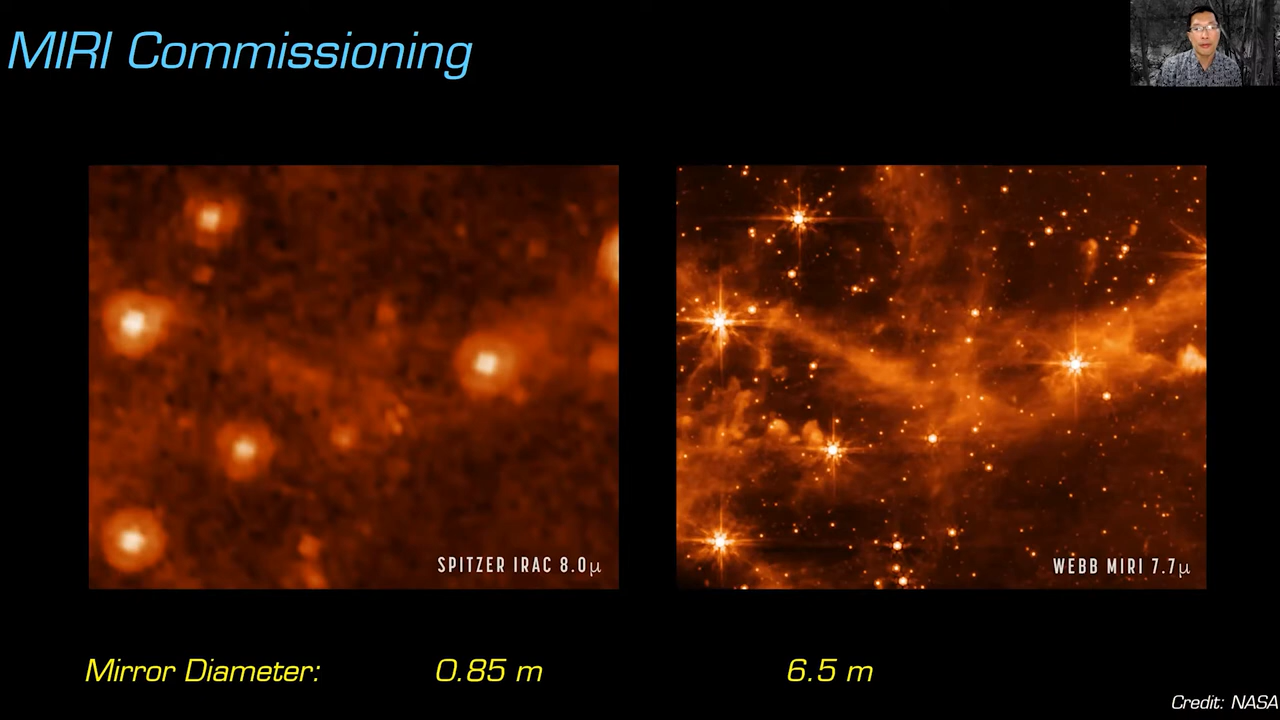 MIRI Commissioning
SPITZER IRAC 8.0μ
WEBB MIRI 7.7μ
Mirror Diameter: 0.85 m 6.5 m
Credit: NASA